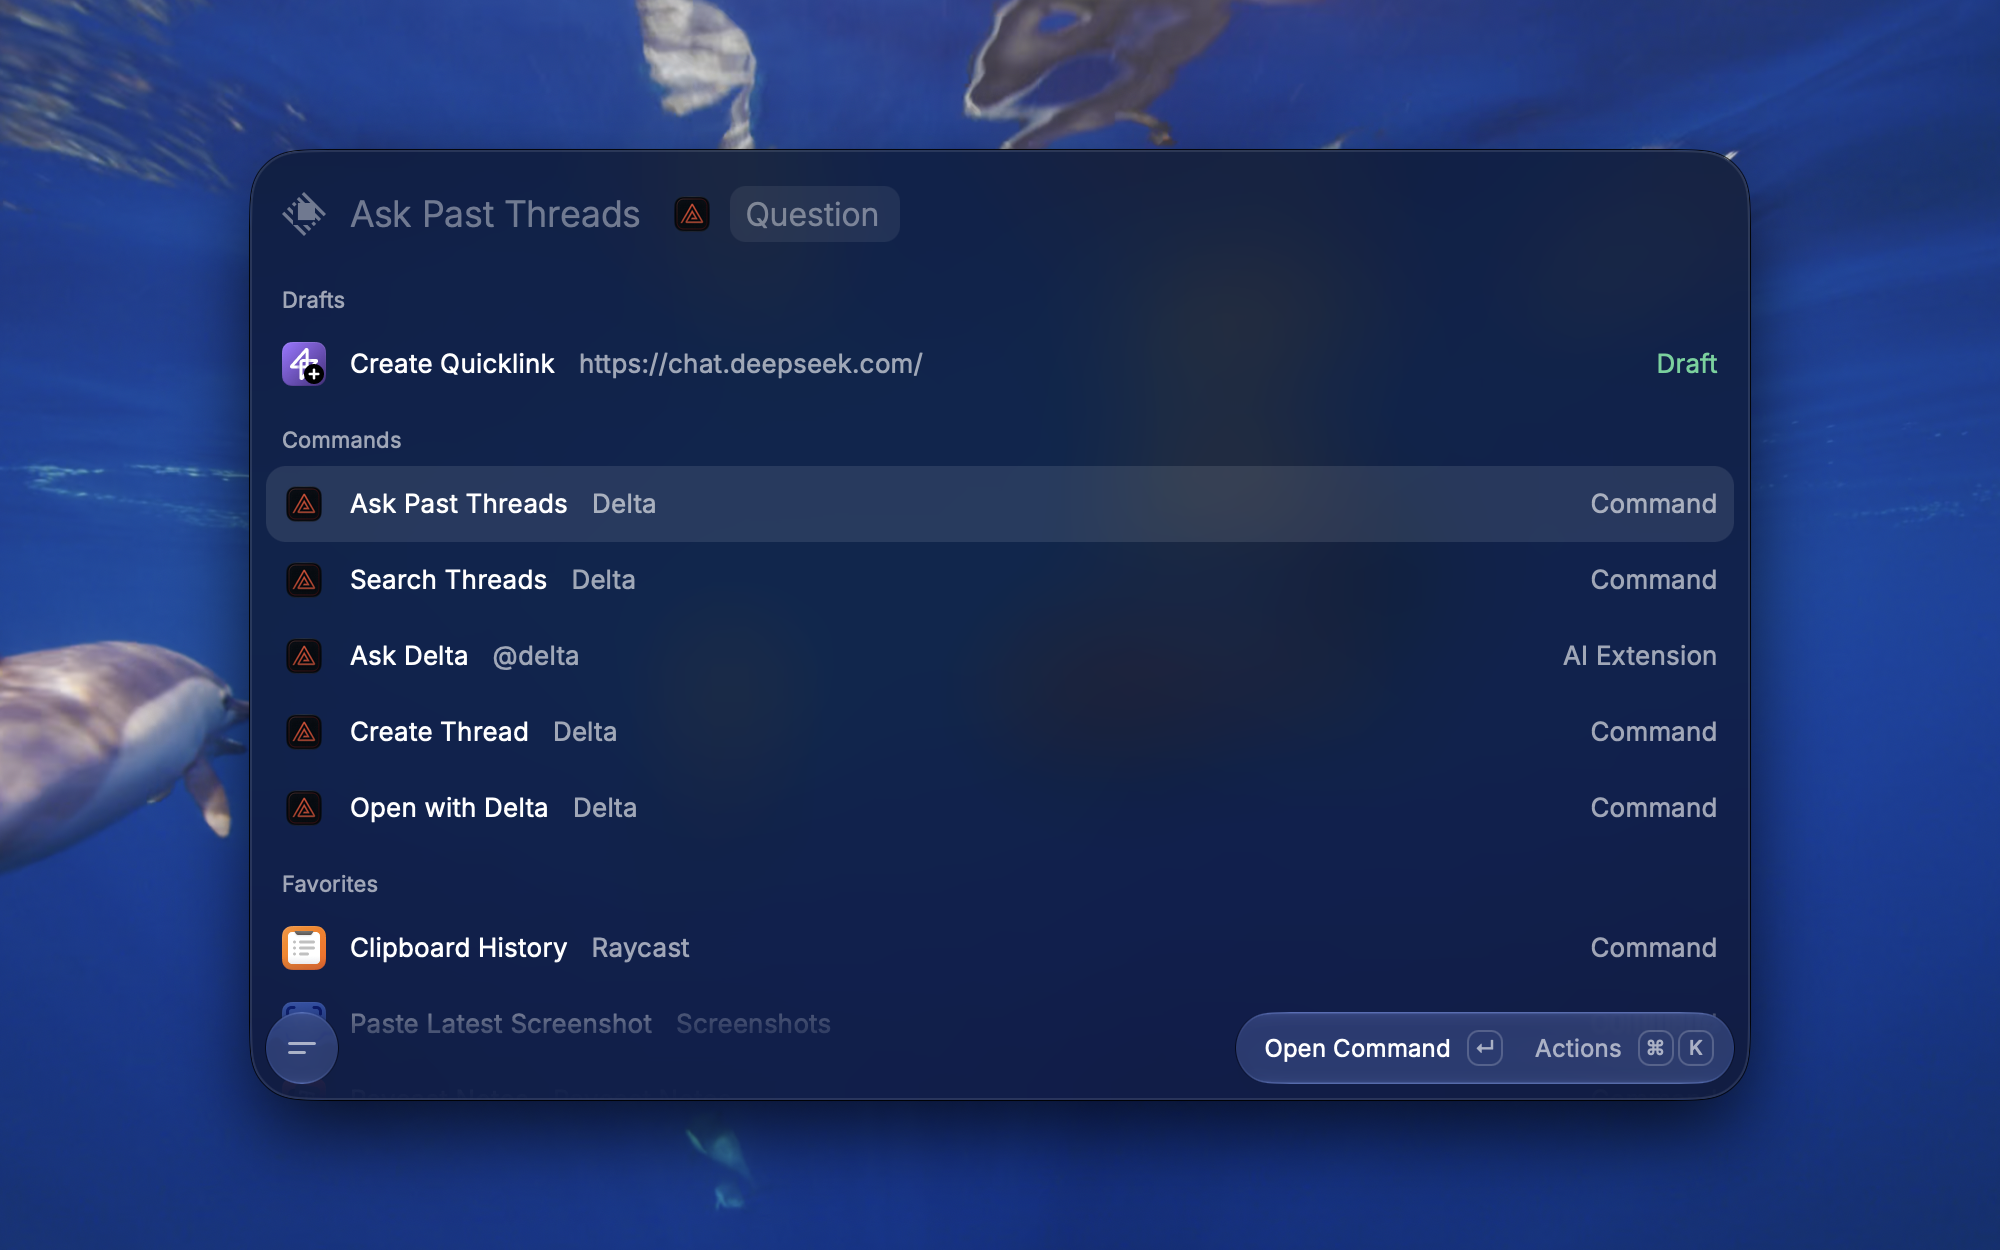 Ask Past Threads Question
Drafts
Create Quicklink https://chat.deepseek.com/ Draft
Commands
Ask Past Threads Delta Command
Search Threads Delta Command
Ask Delta @delta AI Extension
Create Thread Delta Command
Open with Delta Delta Command
Favorites
Clipboard History Raycast Command
Paste Latest Screenshot Screenshots
Open Command ↵ Actions ⌘ K